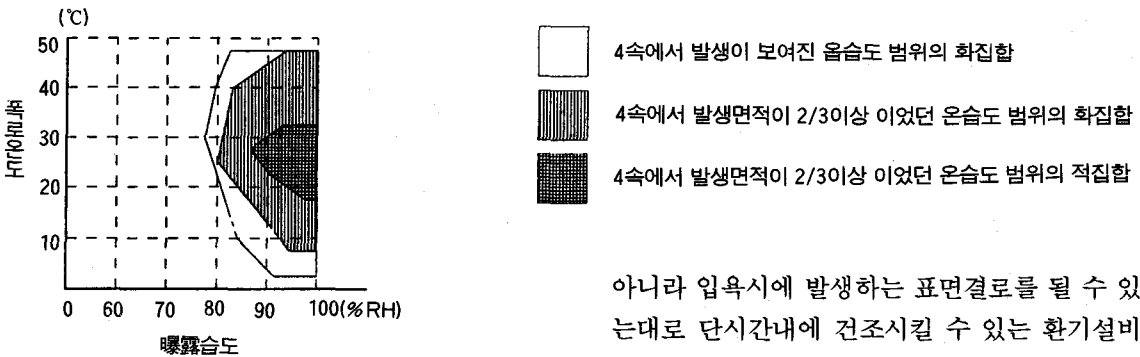 (℃)
50
40
30
20
10
폭로온도
0 60 70 80 90 100(%RH)
曝露습도
4속에서 발생이 보여진 옵습도 범위의 화집합
4속에서 발생면적이 2/3이상 이었던 온습도 범위의 화집합
4속에서 발생면적이 2/3이상 이었던 온습도 범위의 적집합
아니라 입욕시에 발생하는 표면결로를 될 수 있
는대로 단시간내에 건조시킬 수 있는 환기설비